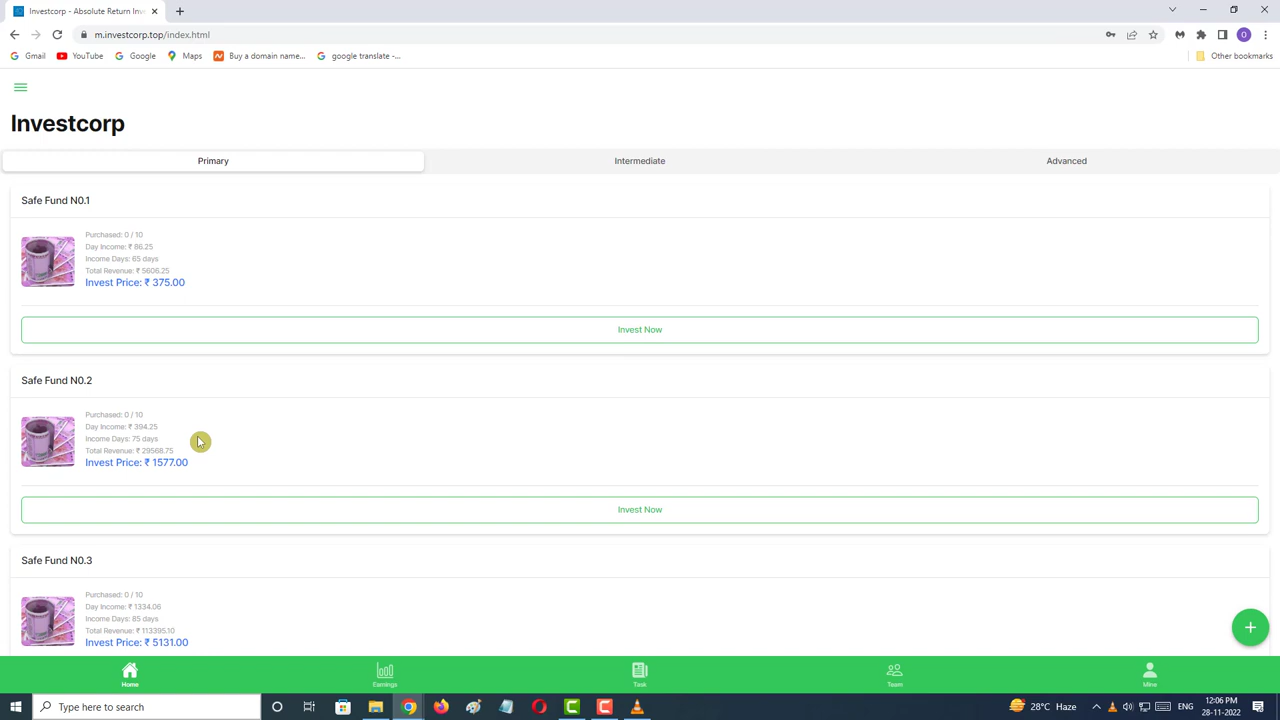 Investcorp - Absolute Return Inv
m.investcorp.top/index.html
Gmail
YouTube
Google
Maps
Buy a domain name...
google translate -...
Other bookmarks
Investcorp
Primary
Intermediate
Advanced
Safe Fund N0.1
Purchased: 0 / 10
Day Income: ₹ 86.25
Income Days: 65 days
Total Revenue: ₹ 5606.25
Invest Price: ₹ 375.00
Invest Now
Safe Fund N0.2
Purchased: 0 / 10
Day Income: ₹ 394.25
Income Days: 75 days
Total Revenue: ₹ 29568.75
Invest Price: ₹ 1577.00
Invest Now
Safe Fund N0.3
Purchased: 0 / 10
Day Income: ₹ 1334.06
Income Days: 85 days
Total Revenue: ₹ 113395.10
Invest Price: ₹ 5131.00
Home
Earnings
Task
Team
Mine
Type here to search
28°C Haze
ENG
12:06 PM
28-11-2022